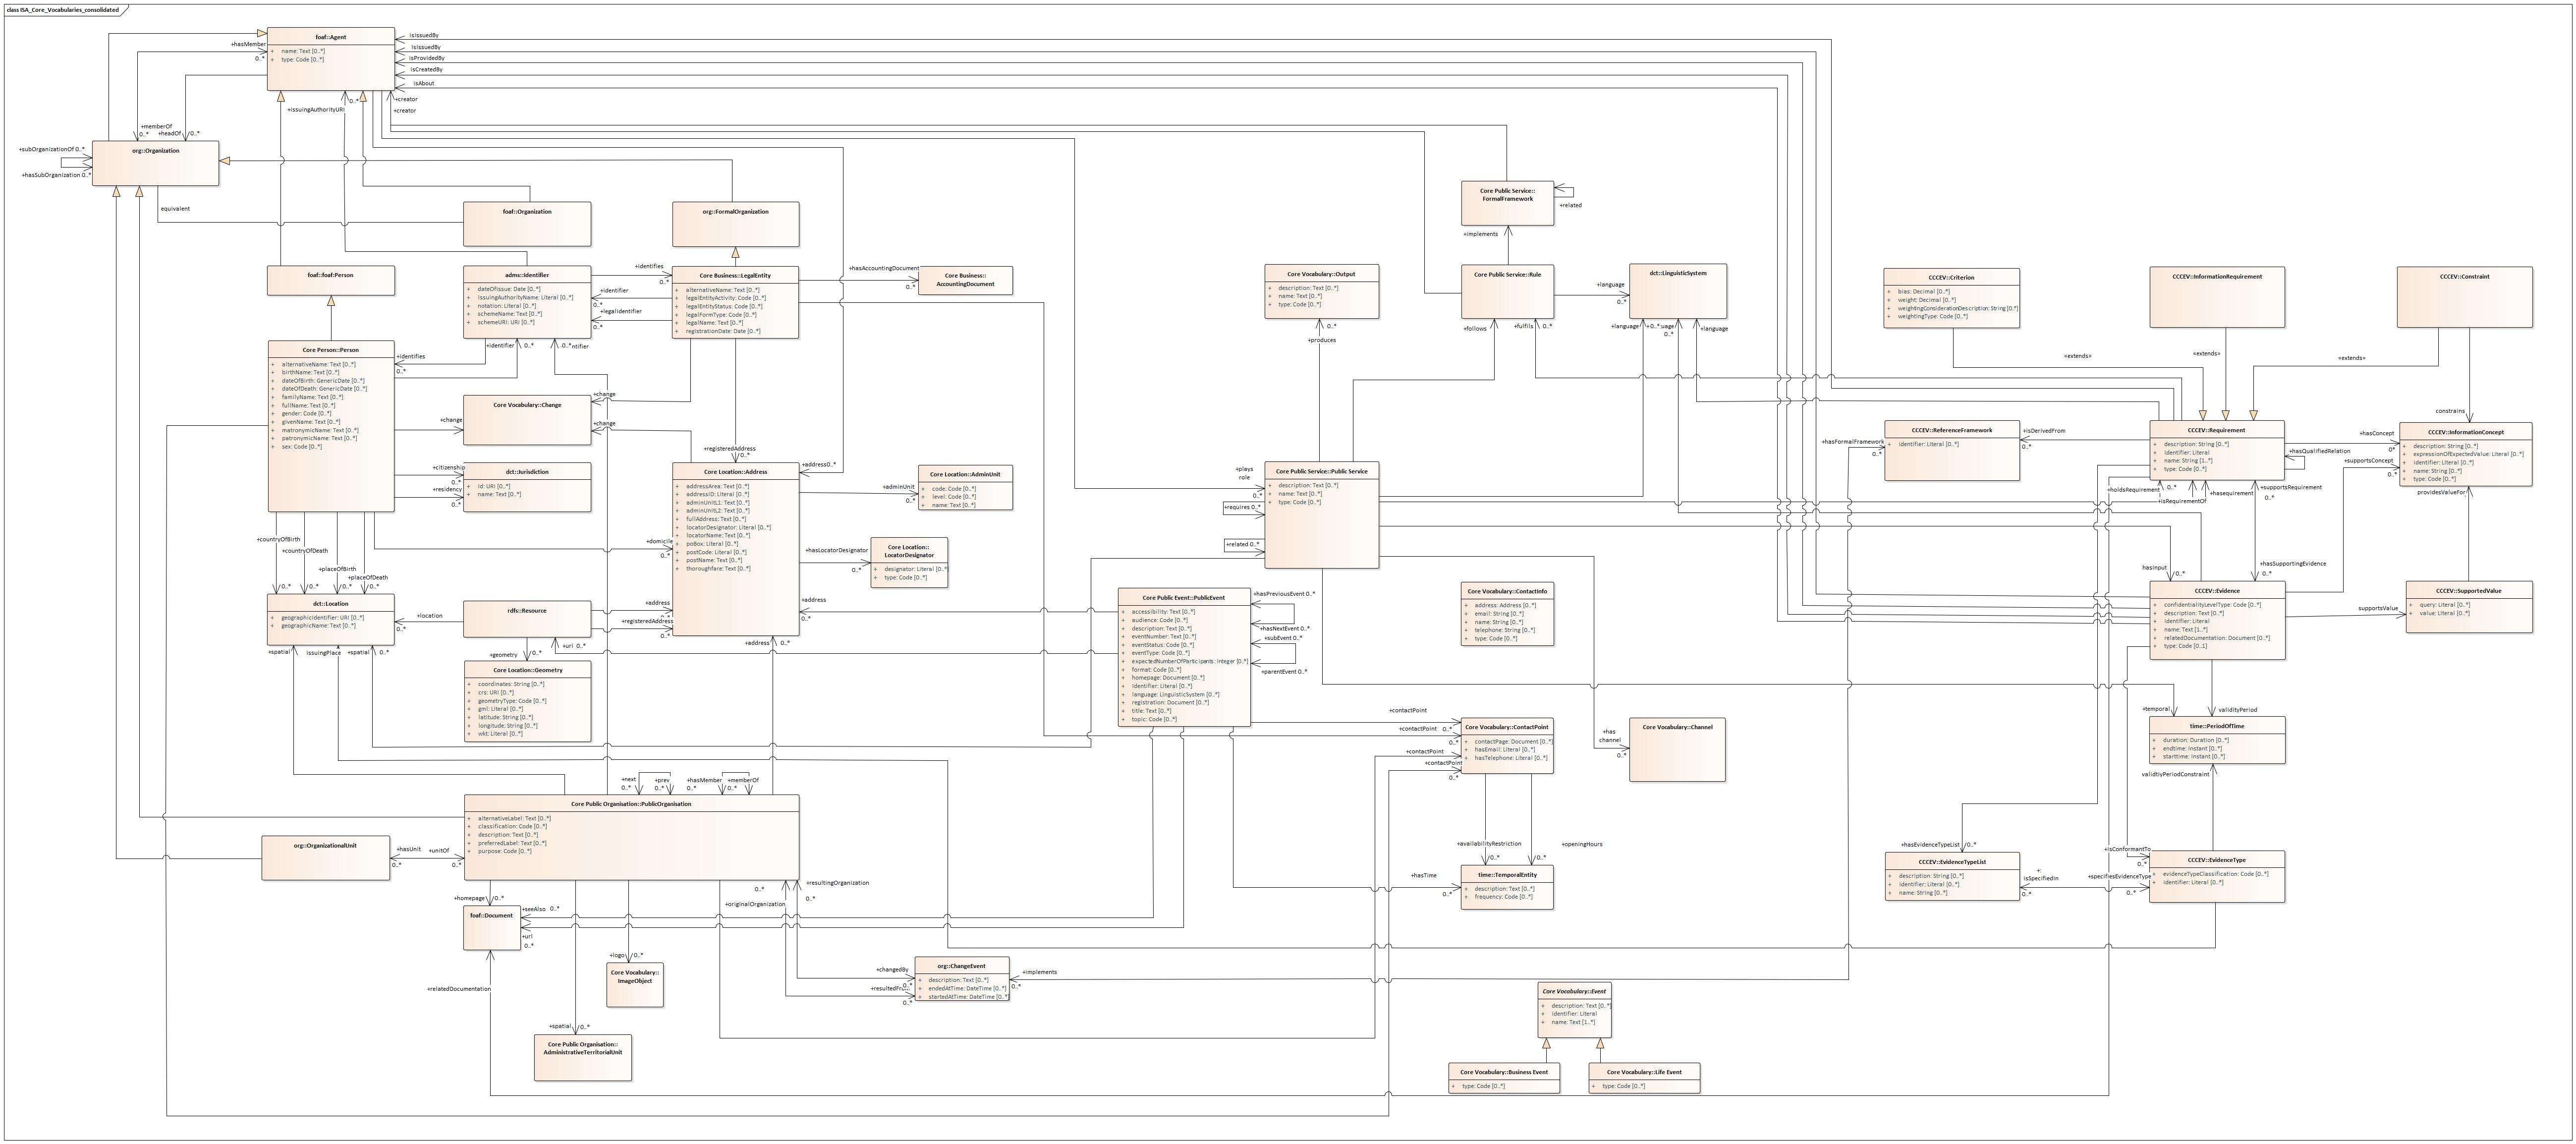 class ISA_Core_Vocabularies_consolidated
foaf::Agent
+ name: Text [0..*]
+ type: Code [0..*]
+hasMember
0..*
isIssuedBy
isIssuedBy
isProvidedBy
isCreatedBy
isAbout
+creator
+creator
+issuingAuthorityURI
0..*
+memberOf
0..*
+headOf
0..*
org::Organization
+subOrganizationOf 0..*
+hasSubOrganization 0..*
equivalent
foaf::Organization
org::FormalOrganization
Core Public Service::
FormalFramework
+related
+implements
foaf::foaf:Person
adms::Identifier
+ dateOfIssue: Date [0..*]
+ issuingAuthorityName: Literal [0..*]
+ notation: Literal [0..*]
+ schemeName: Text [0..*]
+ schemeURI: URI [0..*]
+identifies
0..*
+identifier
0..*
+legalIdentifier
0..*
Core Business::LegalEntity
+ alternativeName: Text [0..*]
+ legalEntityActivity: Code [0..*]
+ legalEntityStatus: Code [0..*]
+ legalFormType: Code [0..*]
+ legalName: Text [0..*]
+ registrationDate: Date [0..*]
+hasAccountingDocument
0..*
Core Business::
AccountingDocument
Core Vocabulary::Output
+ description: Text [0..*]
+ name: Text [0..*]
+ type: Code [0..*]
0..*
+produces
Core Public Service::Rule
+follows
+fulfils
0..*
+language
0..*
dct::LinguisticSystem
+language
+0..*
uage
0..*
+language
CCCEV::Criterion
+ bias: Decimal [0..*]
+ weight: Decimal [0..*]
+ weightingConsiderationDescription: String [0..*]
+ weightingType: Code [0..*]
CCCEV::InformationRequirement
CCCEV::Constraint
«extends»
«extends»
«extends»
constrains
Core Person::Person
+ alternativeName: Text [0..*]
+ birthName: Text [0..*]
+ dateOfBirth: GenericDate [0..*]
+ dateOfDeath: GenericDate [0..*]
+ familyName: Text [0..*]
+ fullName: Text [0..*]
+ gender: Code [0..*]
+ givenName: Text [0..*]
+ matronymicName: Text [0..*]
+ patronymicName: Text [0..*]
+ sex: Code [0..*]
+identifies
0..*
identifier
0..*
0..*
ntifier
Core Vocabulary::Change
+change
+change
+change
dct::Jurisdiction
+ id: URI [0..*]
+ name: Text [0..*]
+citizenship
0..*
+residency
0..*
+registeredAddress
0..*
Core Location::Address
+ addressArea: Text [0..*]
+ addressID: Literal [0..*]
+ adminUnitL1: Text [0..*]
+ adminUnitL2: Text [0..*]
+ fullAddress: Text [0..*]
+ locatorDesignator: Literal [0..*]
+ locatorName: Text [0..*]
+ poBox: Literal [0..*]
+ postCode: Literal [0..*]
+ postName: Text [0..*]
+ thoroughfare: Text [0..*]
+address0..*
+adminUnit
0..*
Core Location::AdminUnit
+ code: Code [0..*]
+ level: Code [0..*]
+ name: Text [0..*]
+hasLocatorDesignator
0..*
Core Location::
LocatorDesignator
+ designator: Literal [0..*]
+ type: Code [0..*]
+domicile
0..*
+plays
role
0..*
Core Public Service::Public Service
+ description: Text [0..*]
+ name: Text [0..*]
+ type: Code [0..*]
+requires 0..*
+related 0..*
+hasFormalFramework
0..*
CCCEV::ReferenceFramework
+ identifier: Literal [0..*]
+isDerivedFrom
0..*
CCCEV::Requirement
+ description: String [0..*]
+ identifier: Literal
+ name: String [1..*]
+ type: Code [0..*]
+hasConcept
0*
+hasQualifiedRelation
+supportsConcept
0..*
CCCEV::InformationConcept
+ description: String [0..*]
+ expressionOfExpectedValue: Literal [0..*]
+ identifier: Literal [0..*]
+ name: String [0..*]
+ type: Code [0..*]
providesValueFor
+holdsRequirement
0..*
+isRequirementOf
+hasequirement
+supportsRequirement
0..*
+countryOfBirth
+countryOfDeath
+placeOfBirth
+placeOfDeath
0..*
0..*
0..*
0..*
dct::Location
+ geographicIdentifier: URI [0..*]
+ geographicName: Text [0..*]
+location
0..*
rdfs::Resource
+address
0..*
+registeredAddress
0..*
+uri 0..*
+geometry
0..*
+spatial
issuingPlace
+spatial
0..*
Core Location::Geometry
+ coordinates: String [0..*]
+ crs: URI [0..*]
+ geometryType: Code [0..*]
+ gml: Literal [0..*]
+ latitude: String [0..*]
+ longitude: String [0..*]
+ wkt: Literal [0..*]
+address
0..*
+address
Core Public Event::PublicEvent
+ accessibility: Text [0..*]
+ audience: Code [0..*]
+ description: Text [0..*]
+ eventNumber: Text [0..*]
+ eventStatus: Code [0..*]
+ eventType: Code [0..*]
+ expectedNumberOfParticipants: Integer [0..*]
+ format: Code [0..*]
+ homepage: Document [0..*]
+ identifier: Literal [0..*]
+ language: LinguisticSystem [0..*]
+ registration: Document [0..*]
+ title: Text [0..*]
+ topic: Code [0..*]
+hasPreviousEvent 0..*
+hasNextEvent 0..*
+subEvent 0..*
+parentEvent 0..*
Core Vocabulary::ContactInfo
+ address: Address [0..*]
+ email: String [0..*]
+ name: String [0..*]
+ telephone: String [0..*]
+ type: Code [0..*]
hasInput
0..*
+hasSupportingEvidence
0..*
CCCEV::Evidence
+ confidentialityLevelType: Code [0..*]
+ description: Text [0..*]
+ identifier: Literal
+ name: Text [1..*]
+ relatedDocumentation: Document [0..*]
+ type: Code [0..1]
supportsValue
0..*
CCCEV::SupportedValue
+ query: Literal [0..*]
+ value: Literal [0..*]
+temporal
0..*
validityPeriod
time::PeriodOfTime
+ duration: Duration [0..*]
+ endtime: Instant [0..*]
+ starttime: Instant [0..*]
validtiyPeriodConstraint
+contactPoint
+contactPoint
0..*
0..*
+contactPoint
+contactPoint
0..*
Core Vocabulary::ContactPoint
+ contactPage: Document [0..*]
+ hasEmail: Literal [0..*]
+ hasTelephone: Literal [0..*]
+has
channel
0..*
Core Vocabulary::Channel
+next
0..*
+prev
0..*
+hasMember
0..*
+memberOf
0..*
Core Public Organisation::PublicOrganisation
+ alternativeLabel: Text [0..*]
+ classification: Code [0..*]
+ description: Text [0..*]
+ preferredLabel: Text [0..*]
+ purpose: Code [0..*]
org::OrganizationalUnit
+hasUnit
0..*
+unitOf
0..*
+availabilityRestriction
0..*
+openingHours
0..*
+hasTime
0..*
time::TemporalEntity
+ description: Text [0..*]
+ frequency: Code [0..*]
+hasEvidenceTypeList
0..*
CCCEV::EvidenceTypeList
+ description: String [0..*]
+ identifier: Literal [0..*]
+ name: String [0..*]
+:
isSpecifiedIn
0..*
+specifiesEvidenceType
0..*
+isConformantTo
0..*
CCCEV::EvidenceType
+ evidenceTypeClassification: Code [0..*]
+ identifier: Literal [0..*]
+homepage
0..*
foaf::Document
+seeAlso
0..*
+url
0..*
+originalOrganization
0..*
+resultingOrganization
0..*
+logo
0..*
Core Vocabulary::
ImageObject
+changedBy
0..*
+resultedFr
0..*
org::ChangeEvent
+ description: Text [0..*]
+ endedAtTime: DateTime [0..*]
+ startedAtTime: DateTime [0..*]
+implements
0..*
+relatedDocumentation
Core Vocabulary::Event
+ description: Text [0..*]
+ identifier: Literal
+ name: Text [1..*]
+spatial
0..*
Core Public Organisation::
AdministrativeTerritorialUnit
Core Vocabulary::Business Event
+ type: Code [0..*]
Core Vocabulary::Life Event
+ type: Code [0..*]